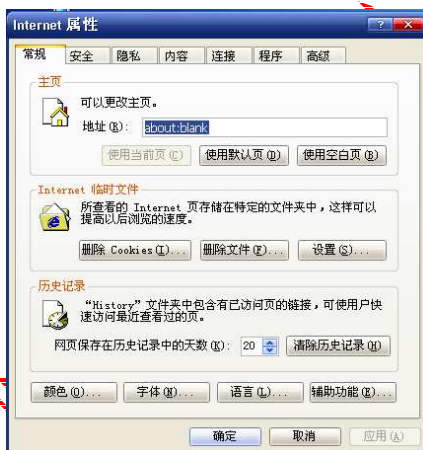 Internet 属性
常规 安全 隐私 内容 连接 程序 高级
主页
可以更改主页。
地址(R): about:blank
使用当前页(C) 使用默认页(D) 使用空白页(B)
Internet 临时文件
所查看的 Internet 页存储在特定的文件夹中，这样可以
提高以后浏览的速度。
删除 Cookies(I)... 删除文件(F)... 设置(S)...
历史记录
“History”文件夹中包含有已访问页的链接，可使用户快
速访问最近查看过的页。
网页保存在历史记录中的天数(K): 20 清除历史记录(H)
颜色(O)... 字体(N)... 语言(L)... 辅助功能(E)...
确定 取消 应用(A)